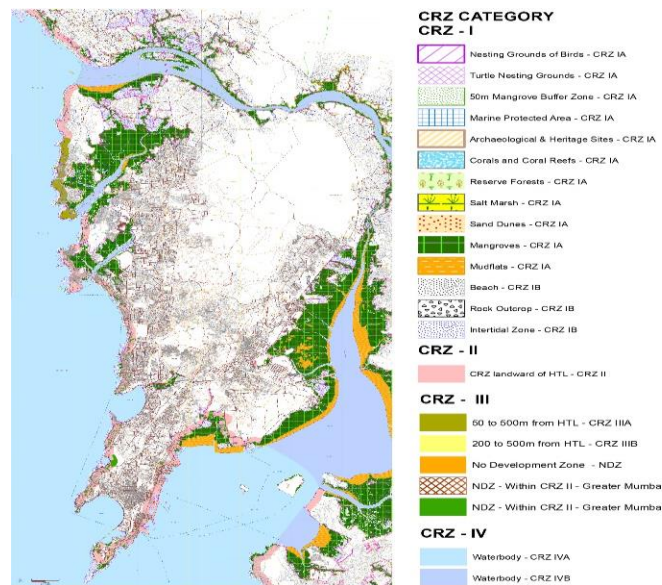 CRZ CATEGORY
CRZ - I
Nesting Grounds of Birds - CRZ IA
Turtle Nesting Grounds - CRZ IA
50m Mangrove Buffer Zone - CRZ IA
Marine Protected Area - CRZ IA
Archaeological & Heritage Sites - CRZ IA
Corals and Coral Reefs - CRZ IA
Reserve Forests - CRZ IA
Salt Marsh - CRZ IA
Sand Dunes - CRZ IA
Mangroves - CRZ IA
Mudflats - CRZ IA
Beach - CRZ IB
Rock Outcrop - CRZ IB
Intertidal Zone - CRZ IB
CRZ - II
CRZ landward of HTL - CRZ II
CRZ - III
50 to 500m from HTL - CRZ IIIA
200 to 500m from HTL - CRZ IIIB
No Development Zone - NDZ
NDZ - Within CRZ II - Greater Mumba
NDZ - Within CRZ II - Greater Mumba
CRZ - IV
Waterbody - CRZ IVA
Waterbody - CRZ IVB